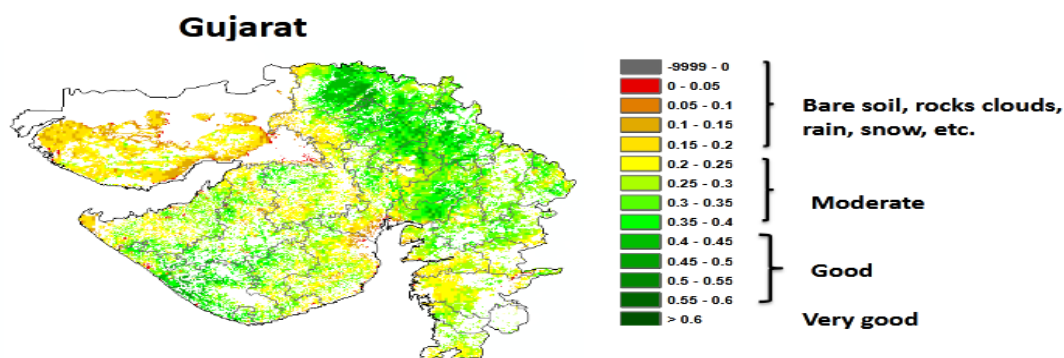 Gujarat
-9999 - 0
0 - 0.05
0.05 - 0.1
0.1 - 0.15
0.15 - 0.2
0.2 - 0.25
0.25 - 0.3
0.3 - 0.35
0.35 - 0.4
0.4 - 0.45
0.45 - 0.5
0.5 - 0.55
0.55 - 0.6
> 0.6
Bare soil, rocks clouds,
rain, snow, etc.
Moderate
Good
Very good